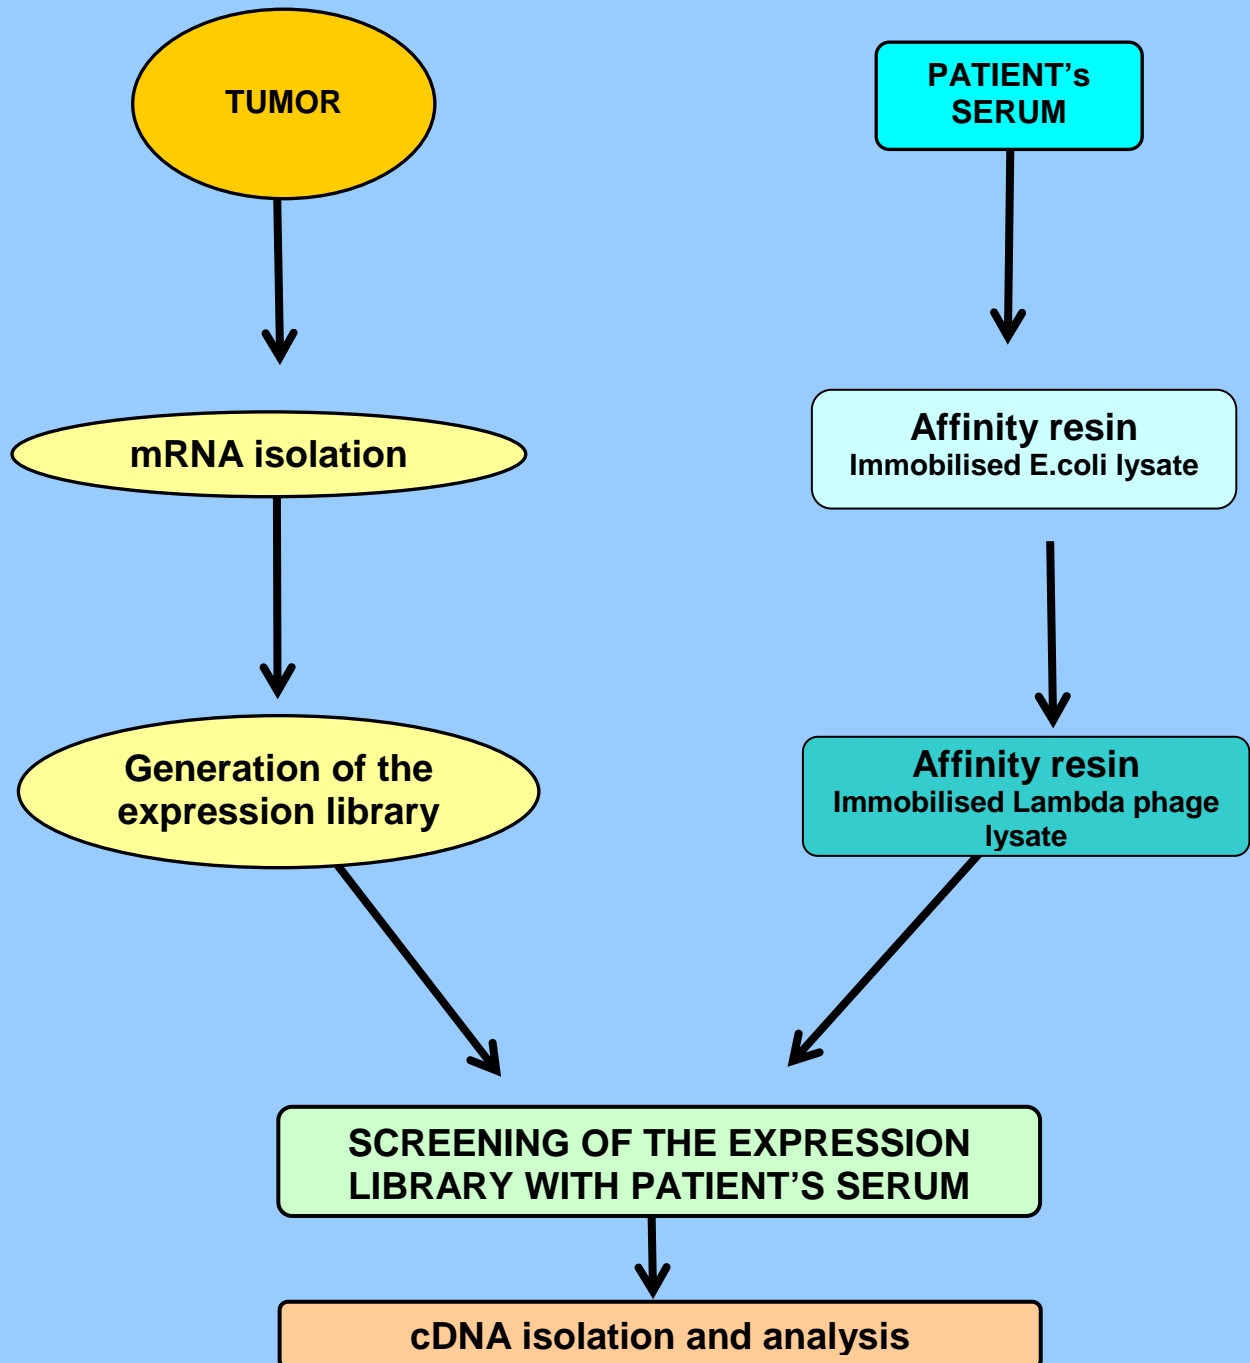 TUMOR
PATIENT's
SERUM
mRNA isolation
Affinity resin
Immobilised E.coli lysate
Generation of the
expression library
Affinity resin
Immobilised Lambda phage
lysate
SCREENING OF THE EXPRESSION
LIBRARY WITH PATIENT’S SERUM
cDNA isolation and analysis